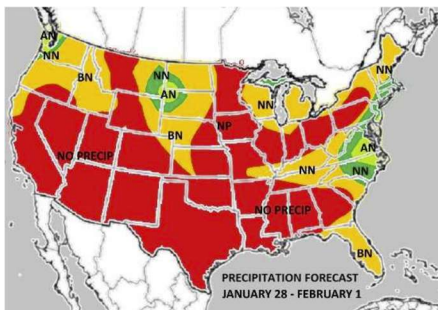 AN
NN
NN
NN
BN
AN
NN
BN
NP
AN
NO PRECIP
NN
NN
NO PRECIP
BN
PRECIPITATION FORECAST
JANUARY 28 - FEBRUARY 1